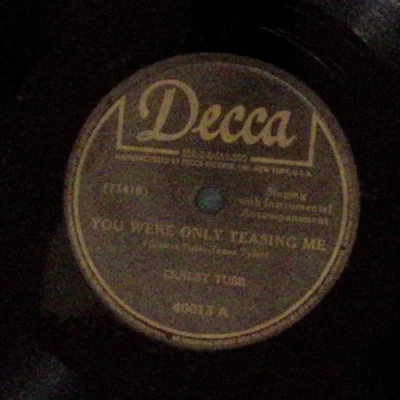 Decca
MANUFACTURED BY DECCA RECORDS, INC., NEW YORK, U.S.A.
(73418)
Singing
with Instrumental
Accompaniment
YOU WERE ONLY TEASING ME
ERNEST TUBB
46013 A